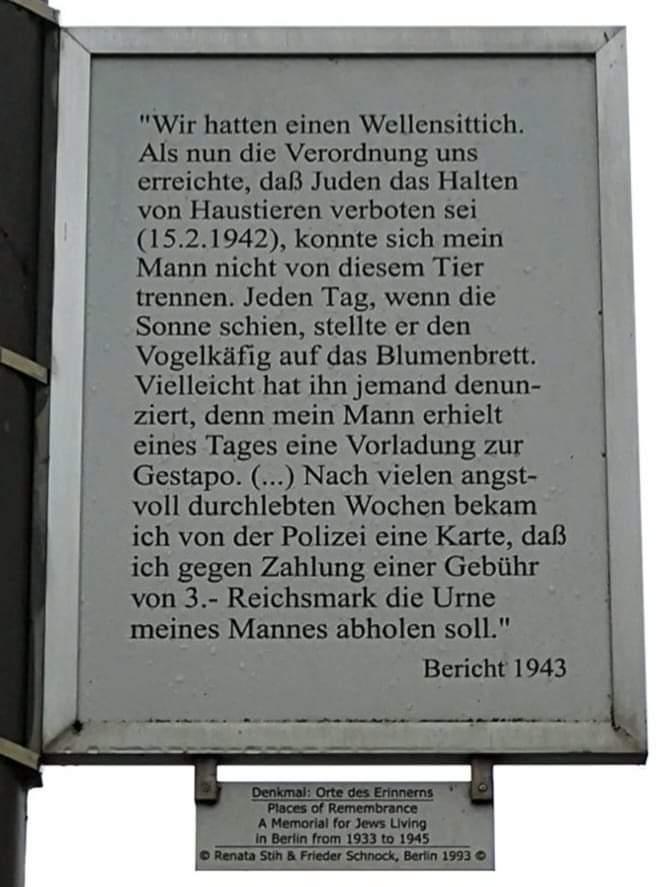 "Wir hatten einen Wellensittich.
Als nun die Verordnung uns
erreichte, daß Juden das Halten
von Haustieren verboten sei
(15.2.1942), konnte sich mein
Mann nicht von diesem Tier
trennen. Jeden Tag, wenn die
Sonne schien, stellte er den
Vogelkäfig auf das Blumenbrett.
Vielleicht hat ihn jemand denun-
ziert, denn mein Mann erhielt
eines Tages eine Vorladung zur
Gestapo. (...) Nach vielen angst-
voll durchlebten Wochen bekam
ich von der Polizei eine Karte, daß
ich gegen Zahlung einer Gebühr
von 3.- Reichsmark die Urne
meines Mannes abholen soll."
Bericht 1943
Denkmal: Orte des Erinnerns
Places of Remembrance
A Memorial for Jews Living
in Berlin from 1933 to 1945
© Renata Stih & Frieder Schnock, Berlin 1993 ©